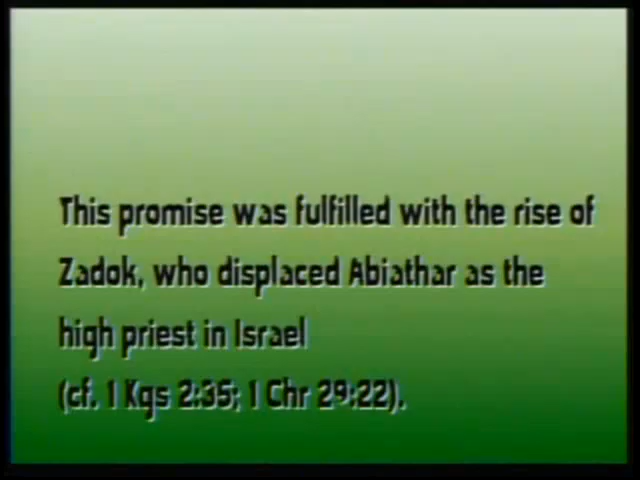 This promise was fulfilled with the rise of
Zadok, who displaced Abiathar as the
high priest in Israel
(cf. 1 Kgs 2:35; 1 Chr 29:22).